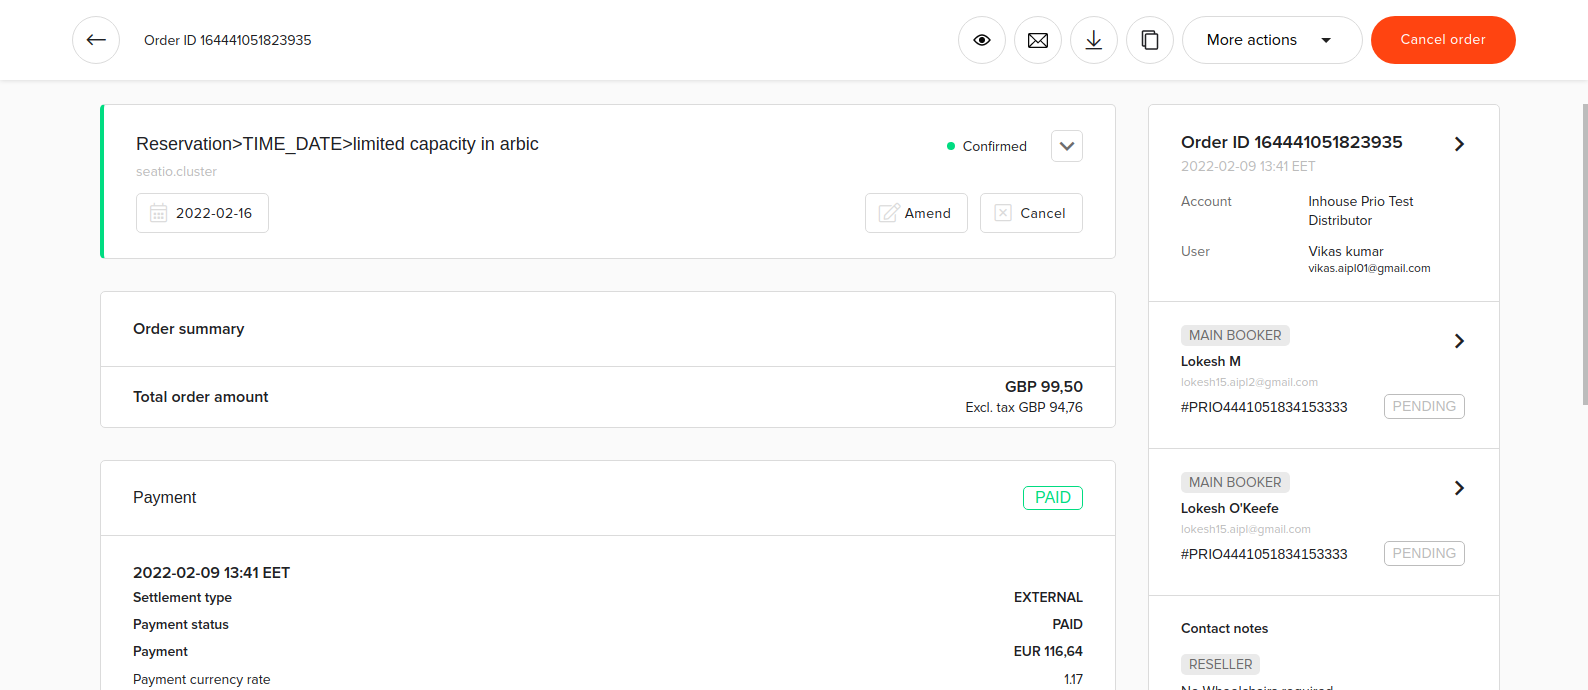 Order ID 164441051823935
More actions
Cancel order
Reservation>TIME_DATE>limited capacity in arbic
Confirmed
seatio.cluster
2022-02-16
Amend
Cancel
Order summary
Total order amount
GBP 99,50
Excl. tax GBP 94,76
Payment
PAID
2022-02-09 13:41 EET
Settlement type
EXTERNAL
Payment status
PAID
Payment
EUR 116,64
Payment currency rate
1.17
Order ID 164441051823935
2022-02-09 13:41 EET
Account
Inhouse Prio Test
Distributor
User
Vikas kumar
vikas.aipl01@gmail.com
MAIN BOOKER
Lokesh M
lokesh15.aipl2@gmail.com
#PRIO4441051834153333
PENDING
MAIN BOOKER
Lokesh O'Keefe
lokesh15.aipl@gmail.com
#PRIO4441051834153333
PENDING
Contact notes
RESELLER
No Wheelchairs required